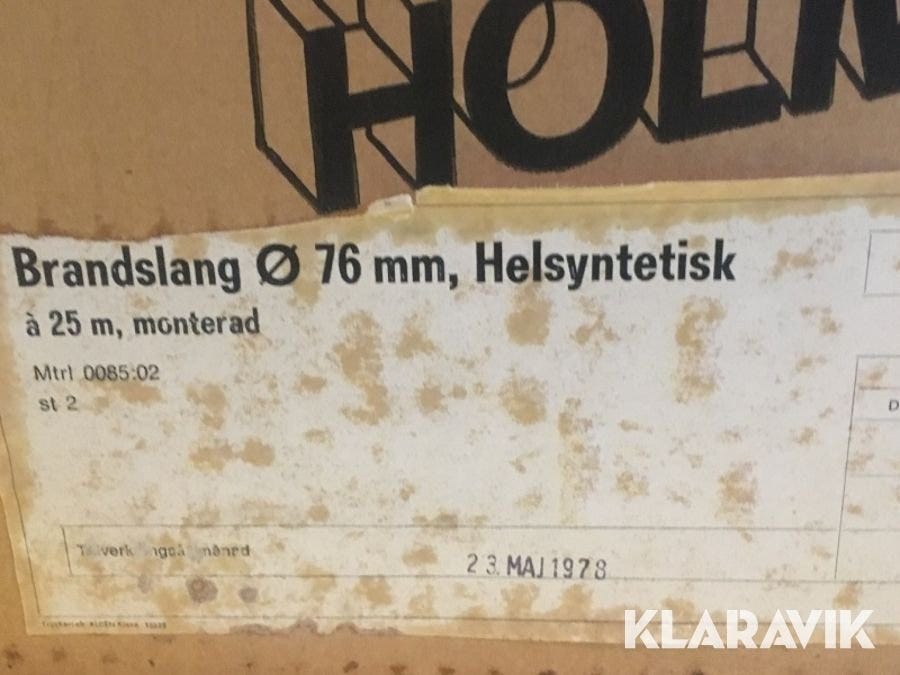 HOLM
Brandslang Ø 76 mm, Helsyntetisk
à 25 m, monterad
Mtrl 0085:02
st 2
D
23. MAJ 1978
KLARAVIK